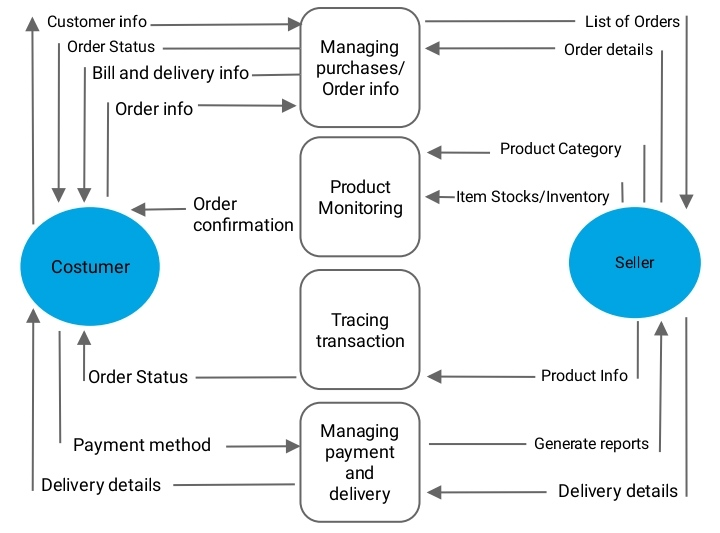 Customer info
Order Status
Bill and delivery info
Order info
Managing
purchases/
Order info
List of Orders
Order details
Product Category
Item Stocks/Inventory
Product
Monitoring
Order
confirmation
Costumer
Seller
Tracing
transaction
Order Status
Product Info
Payment method
Delivery details
Managing
payment
and
delivery
Generate reports
Delivery details